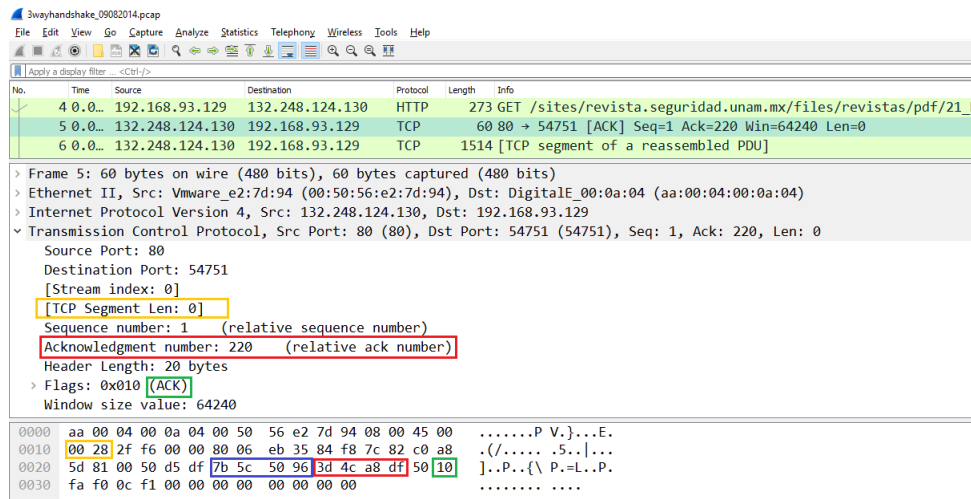 3wayhandshake_09082014.pcap
File Edit View Go Capture Analyze Statistics Telephony Wireless Tools Help
Apply a display filter ... <Ctrl-/>
No. Time Source Destination Protocol Length Info
4 0.0… 192.168.93.129 132.248.124.130 HTTP 273 GET /sites/revista.seguridad.unam.mx/files/revistas/pdf/21_
5 0.0… 132.248.124.130 192.168.93.129 TCP 60 80 → 54751 [ACK] Seq=1 Ack=220 Win=64240 Len=0
6 0.0… 132.248.124.130 192.168.93.129 TCP 1514 [TCP segment of a reassembled PDU]
Frame 5: 60 bytes on wire (480 bits), 60 bytes captured (480 bits)
Ethernet II, Src: Vmware_e2:7d:94 (00:50:56:e2:7d:94), Dst: DigitalE_00:0a:04 (aa:00:04:00:0a:04)
Internet Protocol Version 4, Src: 132.248.124.130, Dst: 192.168.93.129
Transmission Control Protocol, Src Port: 80 (80), Dst Port: 54751 (54751), Seq: 1, Ack: 220, Len: 0
Source Port: 80
Destination Port: 54751
[Stream index: 0]
[TCP Segment Len: 0]
Sequence number: 1 (relative sequence number)
Acknowledgment number: 220 (relative ack number)
Header Length: 20 bytes
Flags: 0x010 (ACK)
Window size value: 64240
0000 aa 00 04 00 0a 04 00 50 56 e2 7d 94 08 00 45 00 .......P V.}...E.
0010 00 28 2f f6 00 00 80 06 eb 35 84 f8 7c 82 c0 a8 .(/..... .5..|...
0020 5d 81 00 50 d5 df 7b 5c 50 96 3d 4c a8 df 50 10 ]..P..{\ P.=L..P.
0030 fa f0 0c f1 00 00 00 00 00 00 00 00 ........ ....